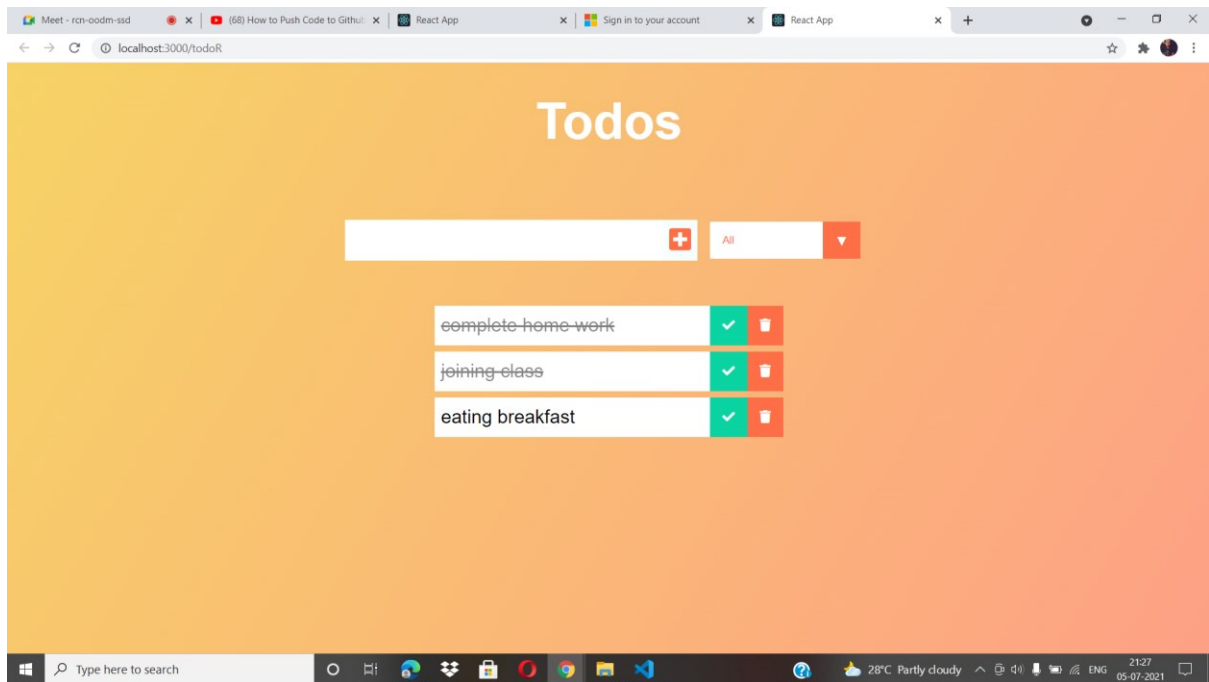 Meet - rcn-oodm-ssd
(68) How to Push Code to Github
React App
Sign in to your account
React App
localhost:3000/todoR
Todos
All
complete home work
joining class
eating breakfast
Type here to search
28°C Partly cloudy
ENG
21:27
05-07-2021